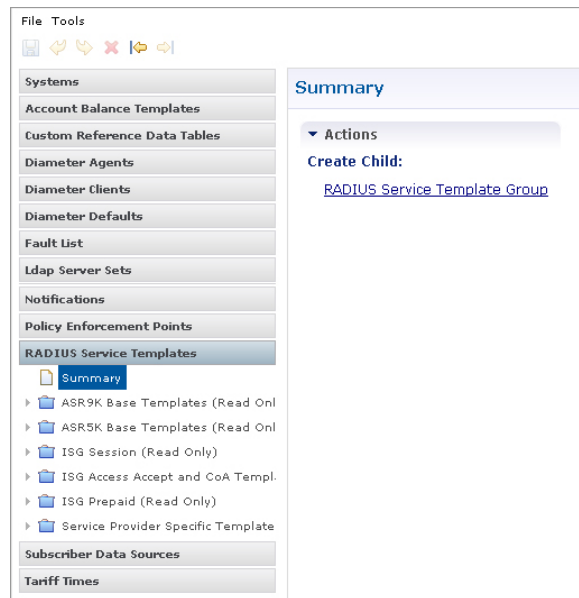 File Tools
Systems
Account Balance Templates
Custom Reference Data Tables
Diameter Agents
Diameter Clients
Diameter Defaults
Fault List
Ldap Server Sets
Notifications
Policy Enforcement Points
RADIUS Service Templates
Summary
ASR9K Base Templates (Read Onl
ASR5K Base Templates (Read Onl
ISG Session (Read Only)
ISG Access Accept and CoA Templ
ISG Prepaid (Read Only)
Service Provider Specific Template
Subscriber Data Sources
Tariff Times
Summary
Actions
Create Child:
RADIUS Service Template Group